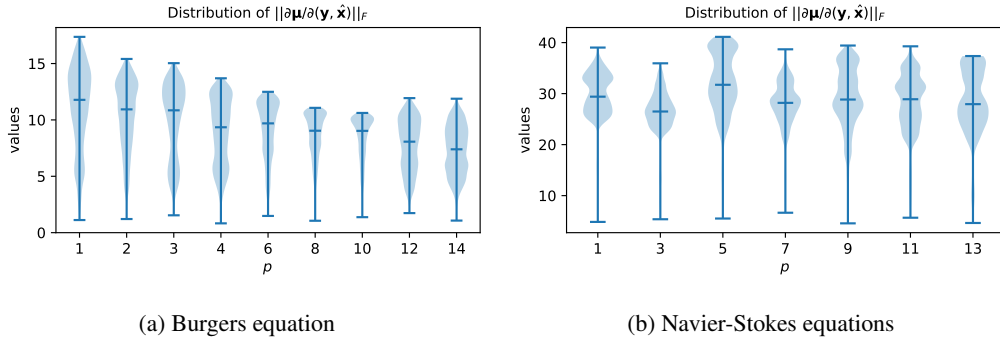 Distribution of ||∂μ/∂(y, x̂)||_F
values
15
10
5
0
1 2 3 4 6 8 10 12 14
p
(a) Burgers equation
Distribution of ||∂μ/∂(y, x̂)||_F
values
40
30
20
10
1 3 5 7 9 11 13
p
(b) Navier-Stokes equations